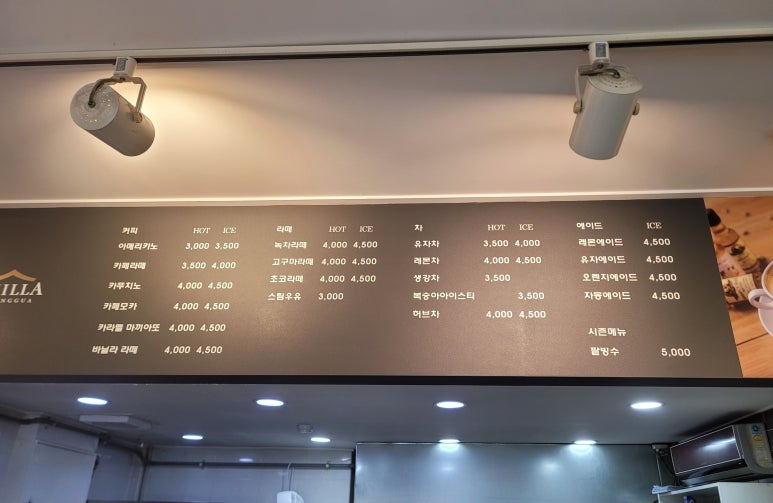 ILLA
NGGUA
커피 HOT ICE
아메리카노 3,000 3,500
카페라떼 3,500 4,000
카푸치노 4,000 4,500
카페모카 4,000 4,500
카라멜 마끼아또 4,000 4,500
바닐라 라떼 4,000 4,500
라떼 HOT ICE
녹차라떼 4,000 4,500
고구마라떼 4,000 4,500
초코라떼 4,000 4,500
스팀우유 3,000
차 HOT ICE
유자차 3,500 4,000
레몬차 4,000 4,500
생강차 3,500
복숭아아이스티 3,500
허브차 4,000 4,500
에이드 ICE
레몬에이드 4,500
유자에이드 4,500
오렌지에이드 4,500
자몽에이드 4,500
시즌메뉴
팥빙수 5,000